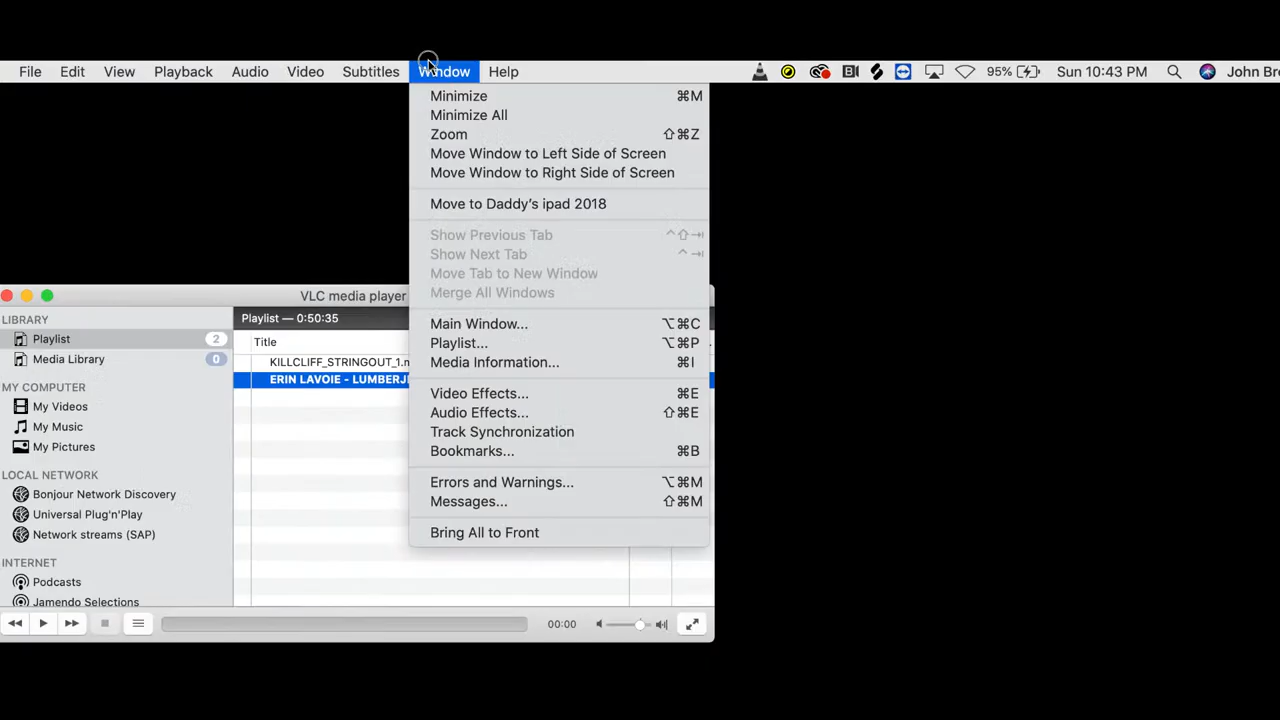 File Edit View Playback Audio Video Subtitles Window Help 95% Sun 10:43 PM John Bro
Minimize ⌘M
Minimize All
Zoom ⇧⌘Z
Move Window to Left Side of Screen
Move Window to Right Side of Screen
Move to Daddy's ipad 2018
Show Previous Tab ^⇧⇥
Show Next Tab ^⇥
Move Tab to New Window
Merge All Windows
Main Window... ⌥⌘C
Playlist... ⌥⌘P
Media Information... ⌘I
Video Effects... ⌘E
Audio Effects... ⇧⌘E
Track Synchronization
Bookmarks... ⌘B
Errors and Warnings... ⌥⌘M
Messages... ⇧⌘M
Bring All to Front
VLC media player
LIBRARY
Playlist 2
Media Library 0
MY COMPUTER
My Videos
My Music
My Pictures
LOCAL NETWORK
Bonjour Network Discovery
Universal Plug'n'Play
Network streams (SAP)
INTERNET
Podcasts
Jamendo Selections
Playlist — 0:50:35
Title
KILLCLIFF_STRINGOUT_1.m
ERIN LAVOIE - LUMBERJ
00:00